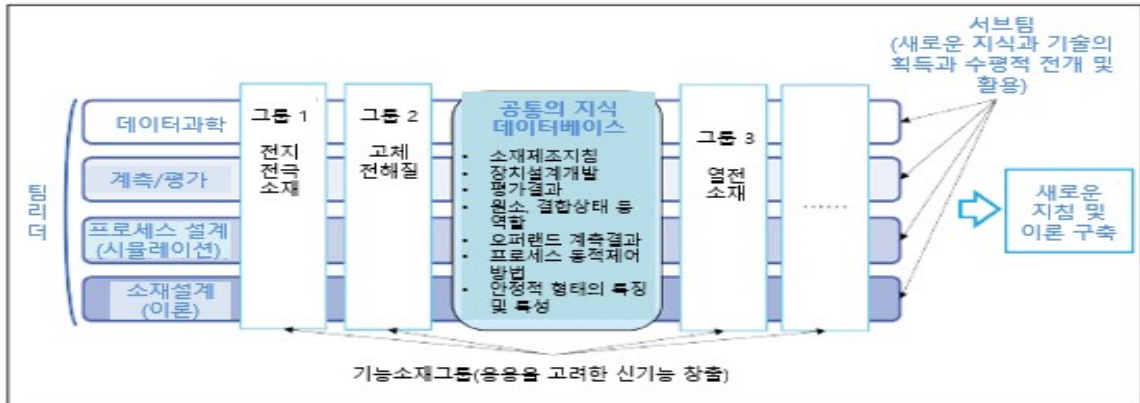 서브팀
(새로운 지식과 기술의
획득과 수평적 전개 및
활용)
팀리더
데이터과학
계측/평가
프로세스 설계
(시뮬레이션)
소재설계
(이론)
그룹 1
전지
전극
소재
그룹 2
고체
전해질
공통의 지식
데이터베이스
• 소재제조지침
• 장치설계개발
• 평가결과
• 원소, 결합상태 등
역할
• 오퍼랜드 계측결과
• 프로세스 동적제어
방법
• 안정적 형태의 특징
및 특성
그룹 3
열전
소재
……
새로운
지침 및
이론 구축
기능소재그룹(응용을 고려한 신기능 창출)